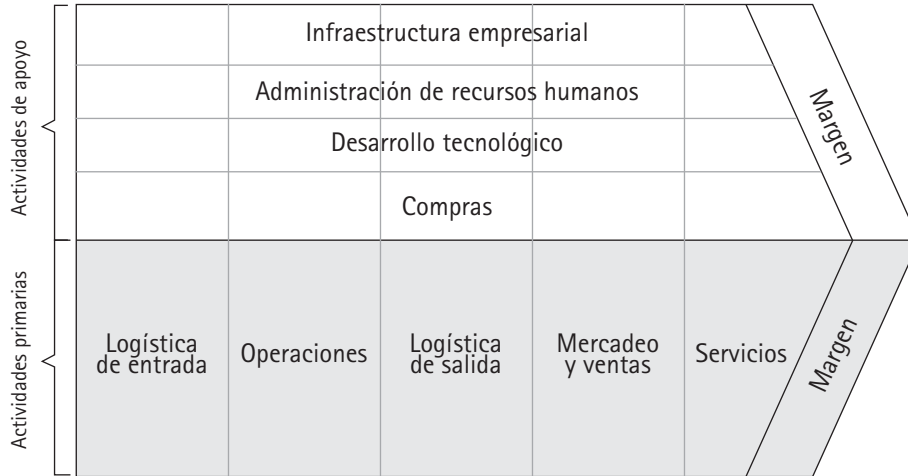 Actividades de apoyo
Infraestructura empresarial
Administración de recursos humanos
Desarrollo tecnológico
Compras
Margen
Actividades primarias
Logística
de entrada
Operaciones
Logística
de salida
Mercadeo
y ventas
Servicios
Margen